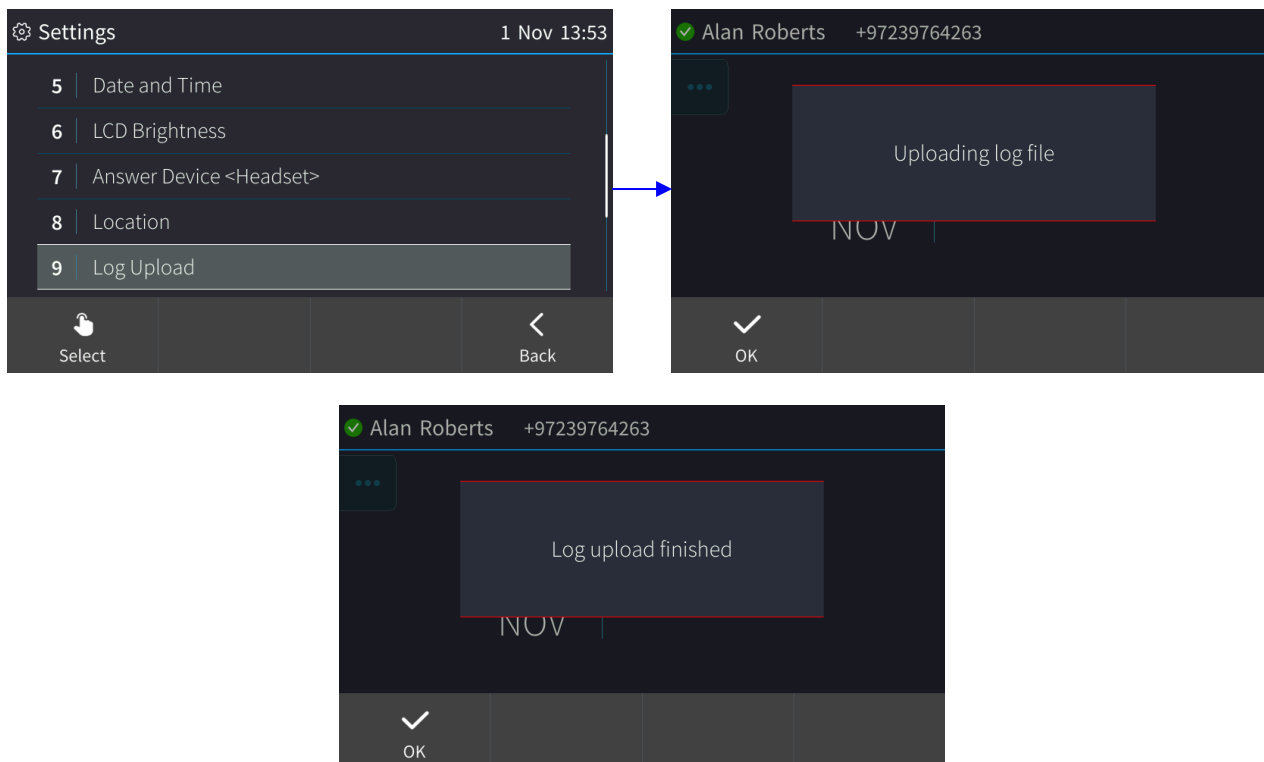 Settings 1 Nov 13:53
5 Date and Time
6 LCD Brightness
7 Answer Device <Headset>
8 Location
9 Log Upload
Select Back
Alan Roberts +97239764263
Uploading log file
NOV
OK
Alan Roberts +97239764263
Log upload finished
NOV
OK